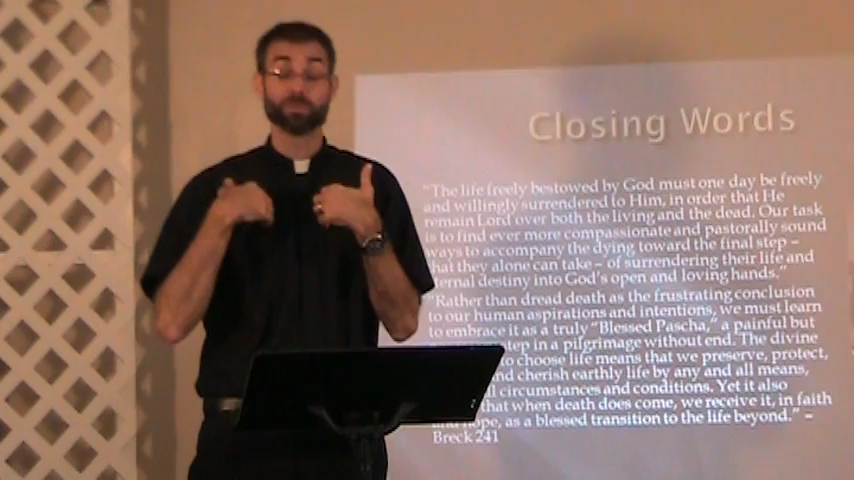 Closing Words
"The life freely bestowed by God must one day be freely
and willingly surrendered to Him, in order that He
remain Lord over both the living and the dead. Our task
is to find ever more compassionate and pastorally sound
ways to accompany the dying toward the final step –
that they alone can take – of surrendering their life and
eternal destiny into God's open and loving hands."
"Rather than dread death as the frustrating conclusion
to our human aspirations and intentions, we must learn
to embrace it as a truly "Blessed Pascha," a painful but
step in a pilgrimage without end. The divine
to choose life means that we preserve, protect,
and cherish earthly life by any and all means,
circumstances and conditions. Yet it also
that when death does come, we receive it, in faith
and hope, as a blessed transition to the life beyond." –
Breck 241